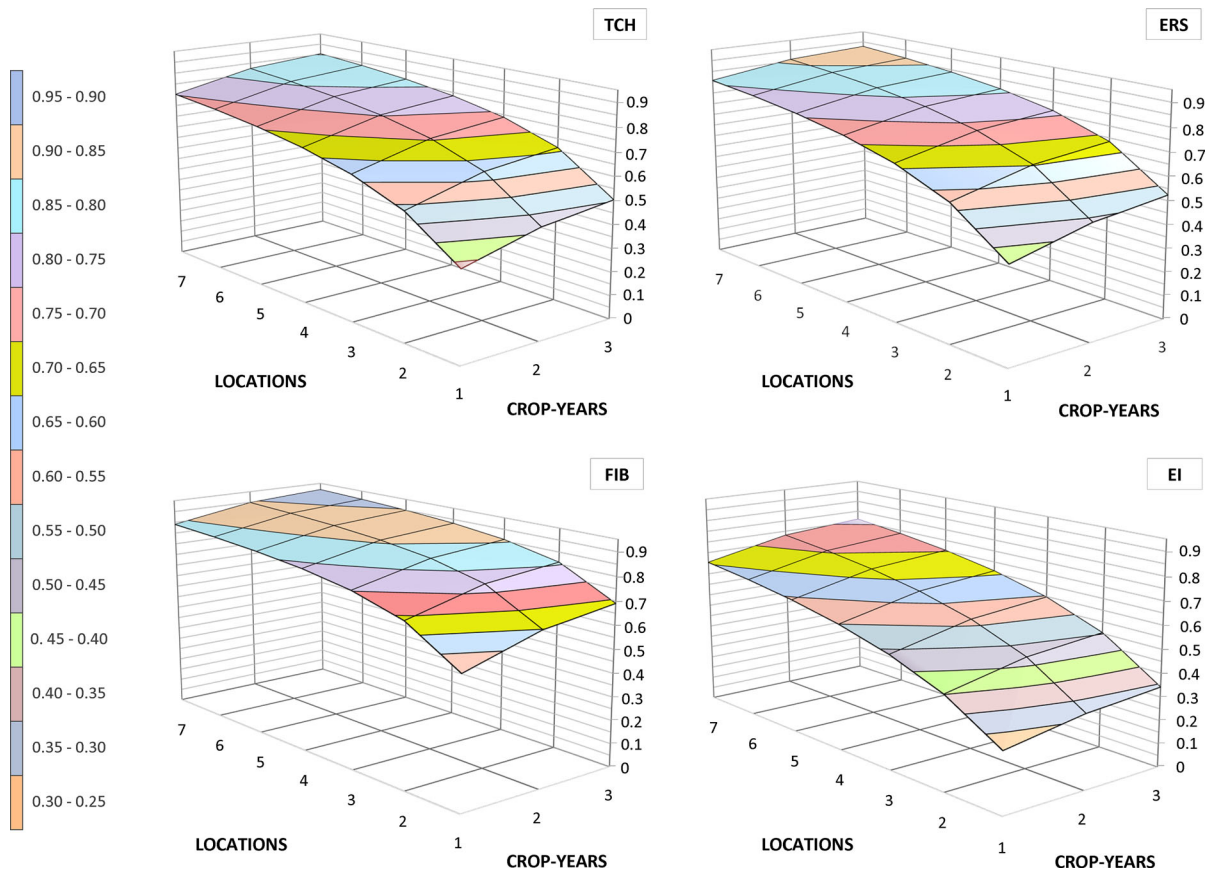 0.95 - 0.90
0.90 - 0.85
0.85 - 0.80
0.80 - 0.75
0.75 - 0.70
0.70 - 0.65
0.65 - 0.60
0.60 - 0.55
0.55 - 0.50
0.50 - 0.45
0. 45 - 0.40
0.40 - 0.35
0.35 - 0.30
0.30 - 0.25
TCH
0.9
0.8
0.7
0.6
0.5
0.4
0.3
0.2
0.1
0
7
6
5
4
3
2
1
2
3
LOCATIONS
CROP-YEARS
ERS
0.9
0.8
0.7
0.6
0.5
0.4
0.3
0.2
0.1
0
7
6
5
4
3
2
1
2
3
LOCATIONS
CROP-YEARS
FIB
0.9
0.8
0.7
0.6
0.5
0.4
0.3
0.2
0.1
0
7
6
5
4
3
2
1
2
3
LOCATIONS
CROP-YEARS
EI
0.9
0.8
0.7
0.6
0.5
0.4
0.3
0.2
0.1
0
7
6
5
4
3
2
1
2
3
LOCATIONS
CROP-YEARS